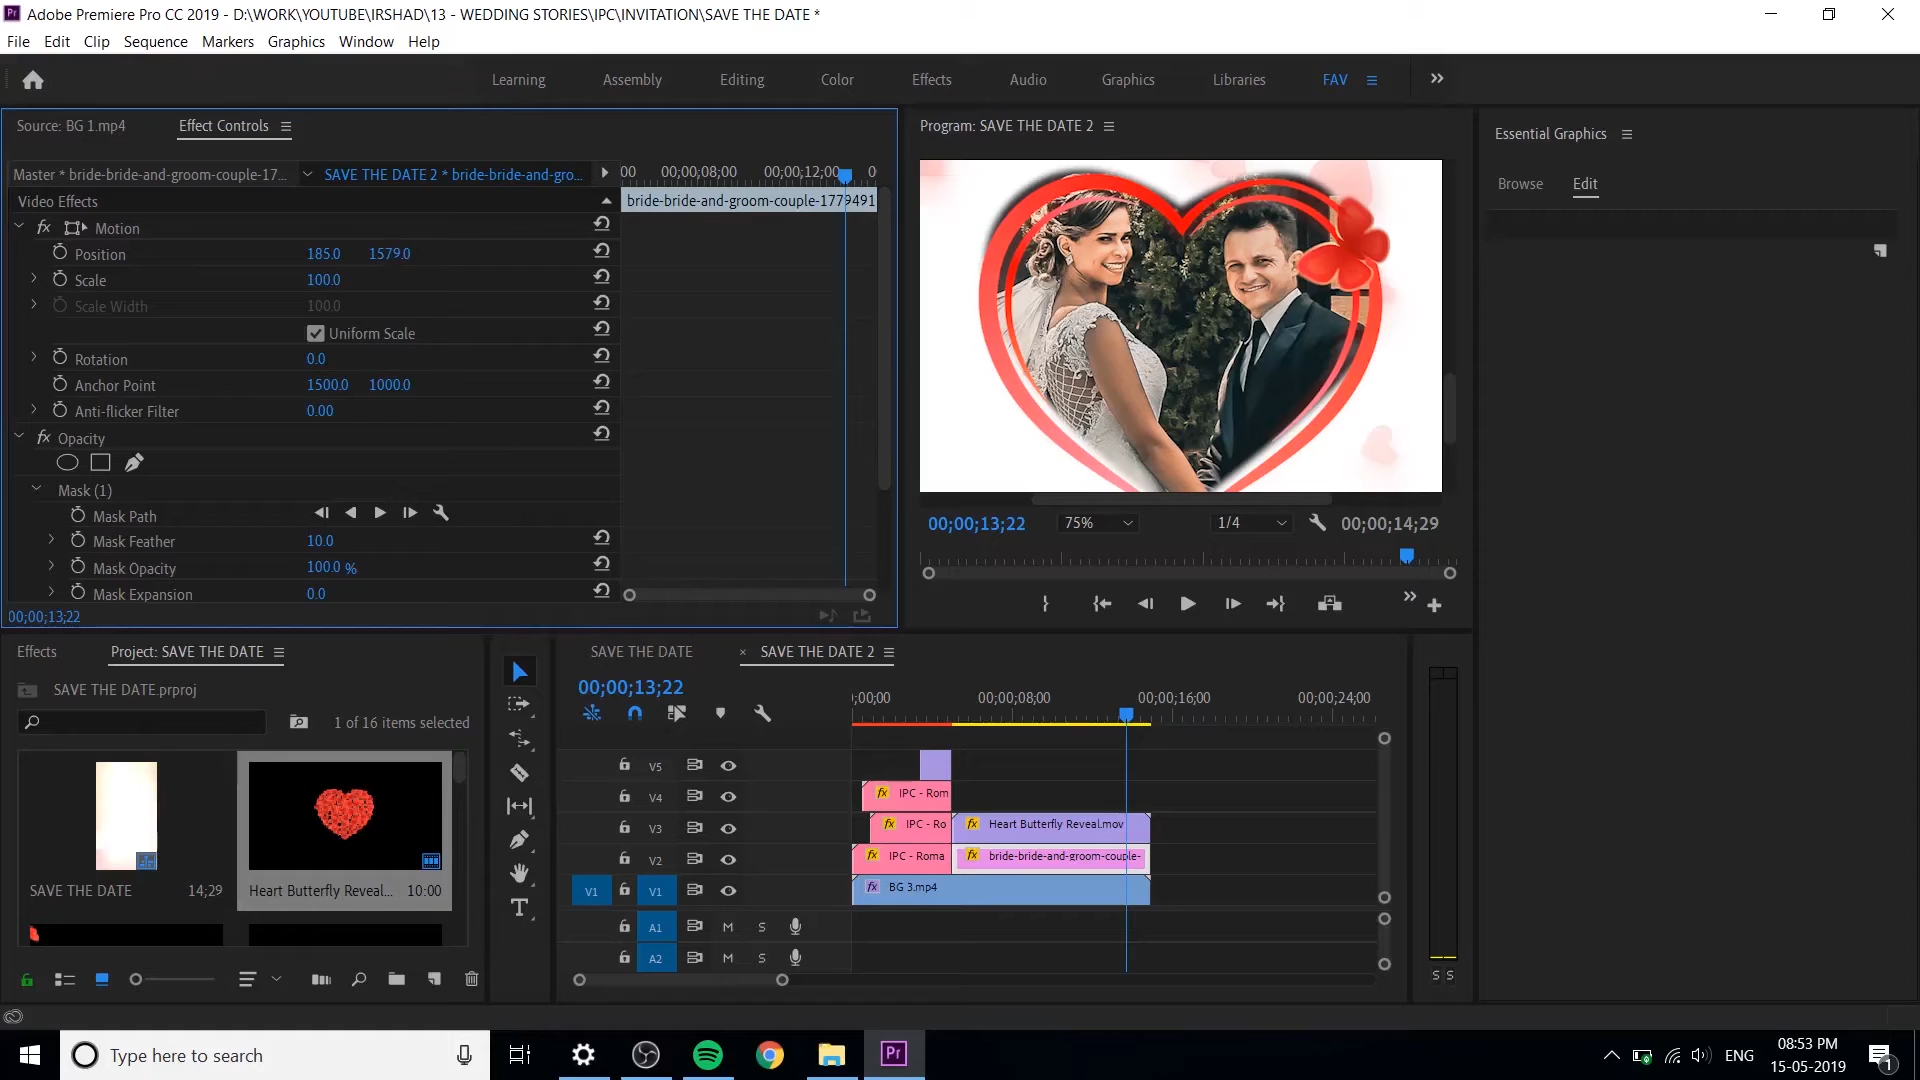 Adobe Premiere Pro CC 2019 - D:\WORK\YOUTUBE\IRSHAD\13 - WEDDING STORIES\IPC\INVITATION\SAVE THE DATE *
File Edit Clip Sequence Markers Graphics Window Help
Learning Assembly Editing Color Effects Audio Graphics Libraries FAV
Source: BG 1.mp4 Effect Controls
Master * bride-bride-and-groom-couple-17... SAVE THE DATE 2 * bride-bride-and-gro...
00 00;00;08;00 00;00;12;00 0
Video Effects
bride-bride-and-groom-couple-1779491
fx Motion
Position 185.0 1579.0
Scale 100.0
Scale Width 100.0
Uniform Scale
Rotation 0.0
Anchor Point 1500.0 1000.0
Anti-flicker Filter 0.00
fx Opacity
Mask (1)
Mask Path
Mask Feather 10.0
Mask Opacity 100.0 %
Mask Expansion 0.0
00;00;13;22
Program: SAVE THE DATE 2
00;00;13;22 75% 1/4 00;00;14;29
Essential Graphics
Browse Edit
Effects Project: SAVE THE DATE
SAVE THE DATE.prproj
1 of 16 items selected
SAVE THE DATE 14;29 Heart Butterfly Reveal... 10:00
SAVE THE DATE × SAVE THE DATE 2
00;00;13;22
;00;00 00;00;08;00 00;00;16;00 00;00;24;00
V5
V4 fx IPC - Rom
V3 fx IPC - Ro fx Heart Butterfly Reveal.mov
V2 fx IPC - Roma fx bride-bride-and-groom-couple-
V1 V1 fx BG 3.mp4
A1 M S
A2 M S
S S
Type here to search
Pr
ENG
08:53 PM
15-05-2019
1